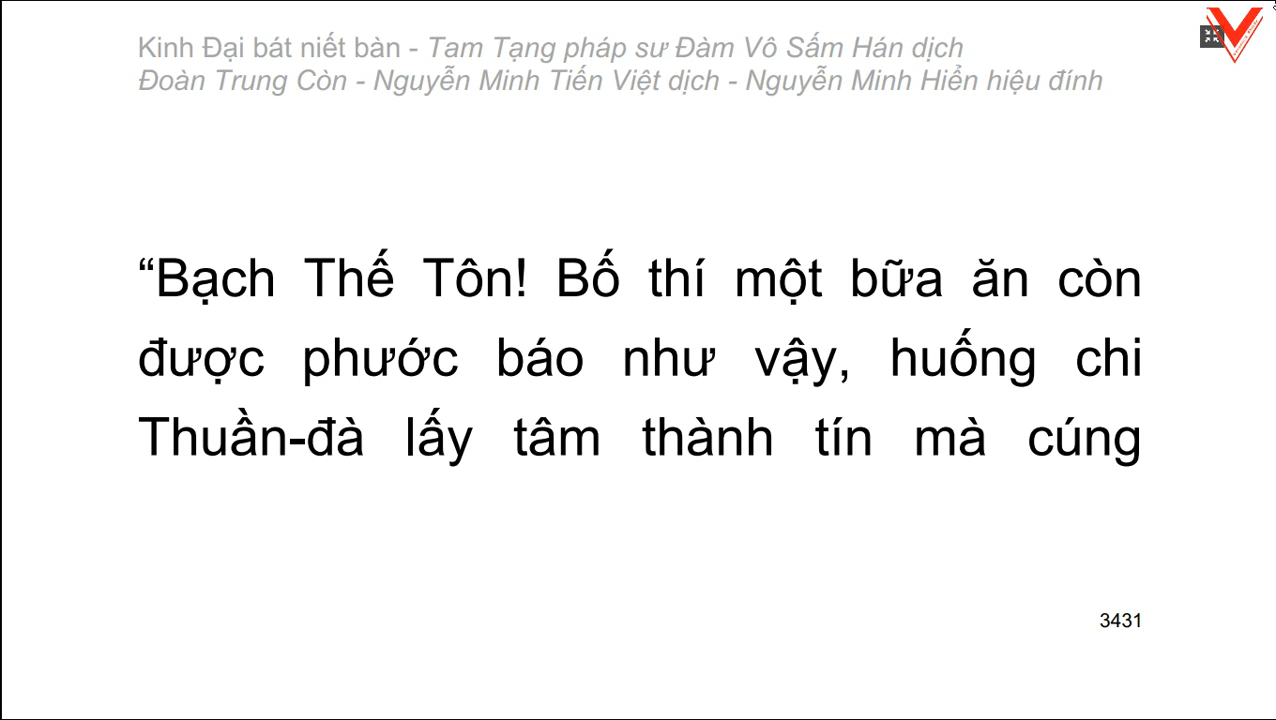 Kinh Đại bát niết bàn - Tam Tạng pháp sư Đàm Vô Sấm Hán dịch
Đoàn Trung Còn - Nguyễn Minh Tiến Việt dịch - Nguyễn Minh Hiển hiệu đính
“Bạch Thế Tôn! Bố thí một bữa ăn còn
được phước báo như vậy, huống chi
Thuần-đà lấy tâm thành tín mà cúng
3431